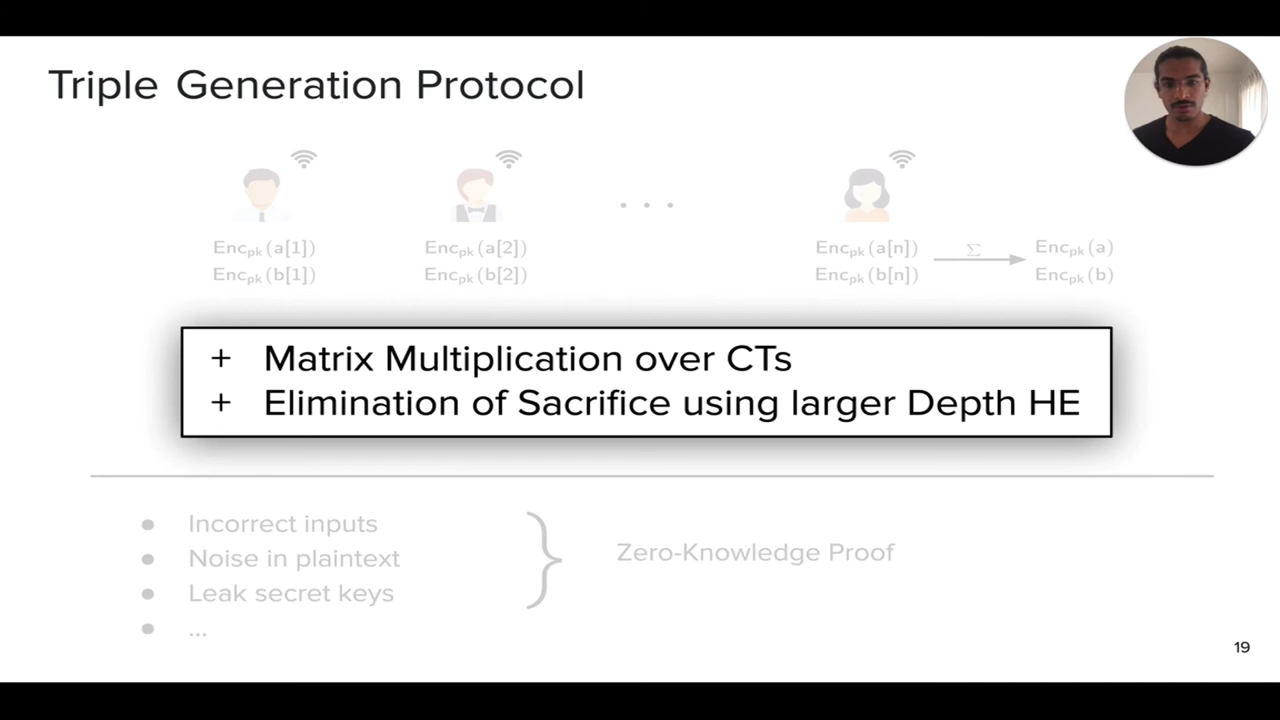 Triple Generation Protocol
. . .
Enc_pk(a[1]) Enc_pk(a[2]) Enc_pk(a[n]) Σ Enc_pk(a)
Enc_pk(b[1]) Enc_pk(b[2]) Enc_pk(b[n]) Enc_pk(b)
+ Matrix Multiplication over CTs
+ Elimination of Sacrifice using larger Depth HE
● Incorrect inputs
● Noise in plaintext
● Leak secret keys
● ...
Zero-Knowledge Proof
19